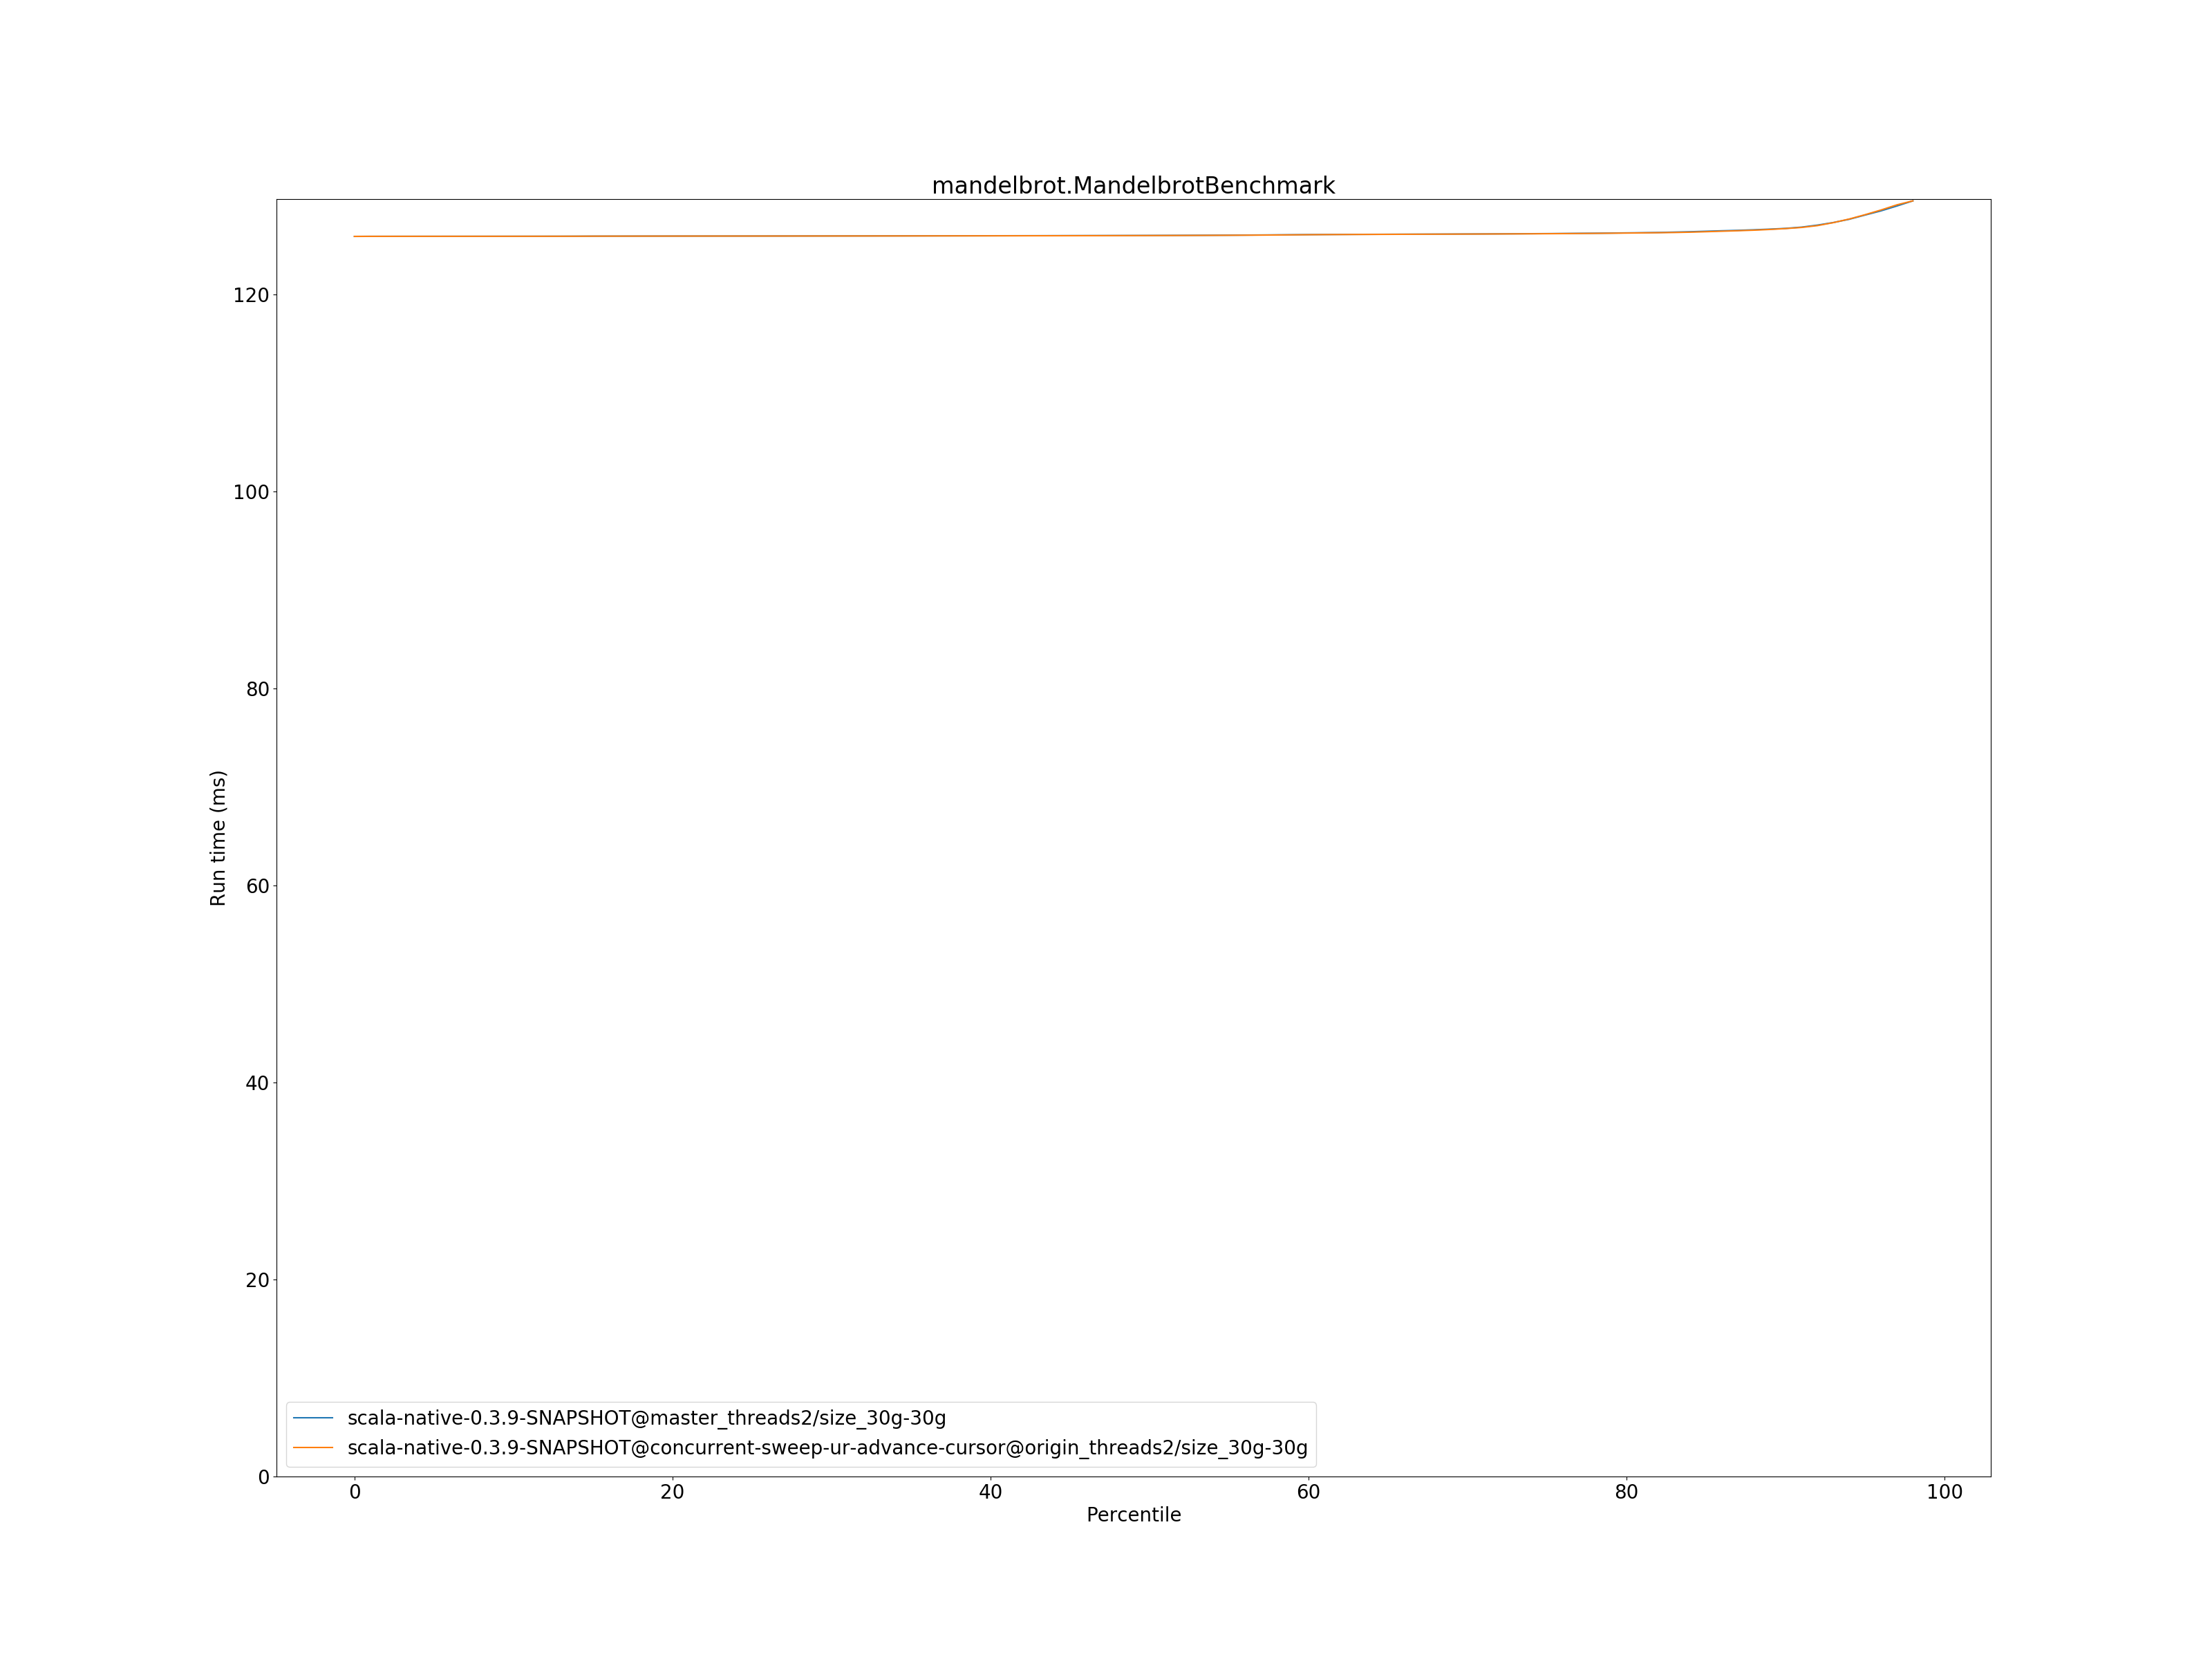 mandelbrot.MandelbrotBenchmark
120
100
80
60
40
20
0
Run time (ms)
0 20 40 60 80 100
Percentile
scala-native-0.3.9-SNAPSHOT@master_threads2/size_30g-30g
scala-native-0.3.9-SNAPSHOT@concurrent-sweep-ur-advance-cursor@origin_threads2/size_30g-30g